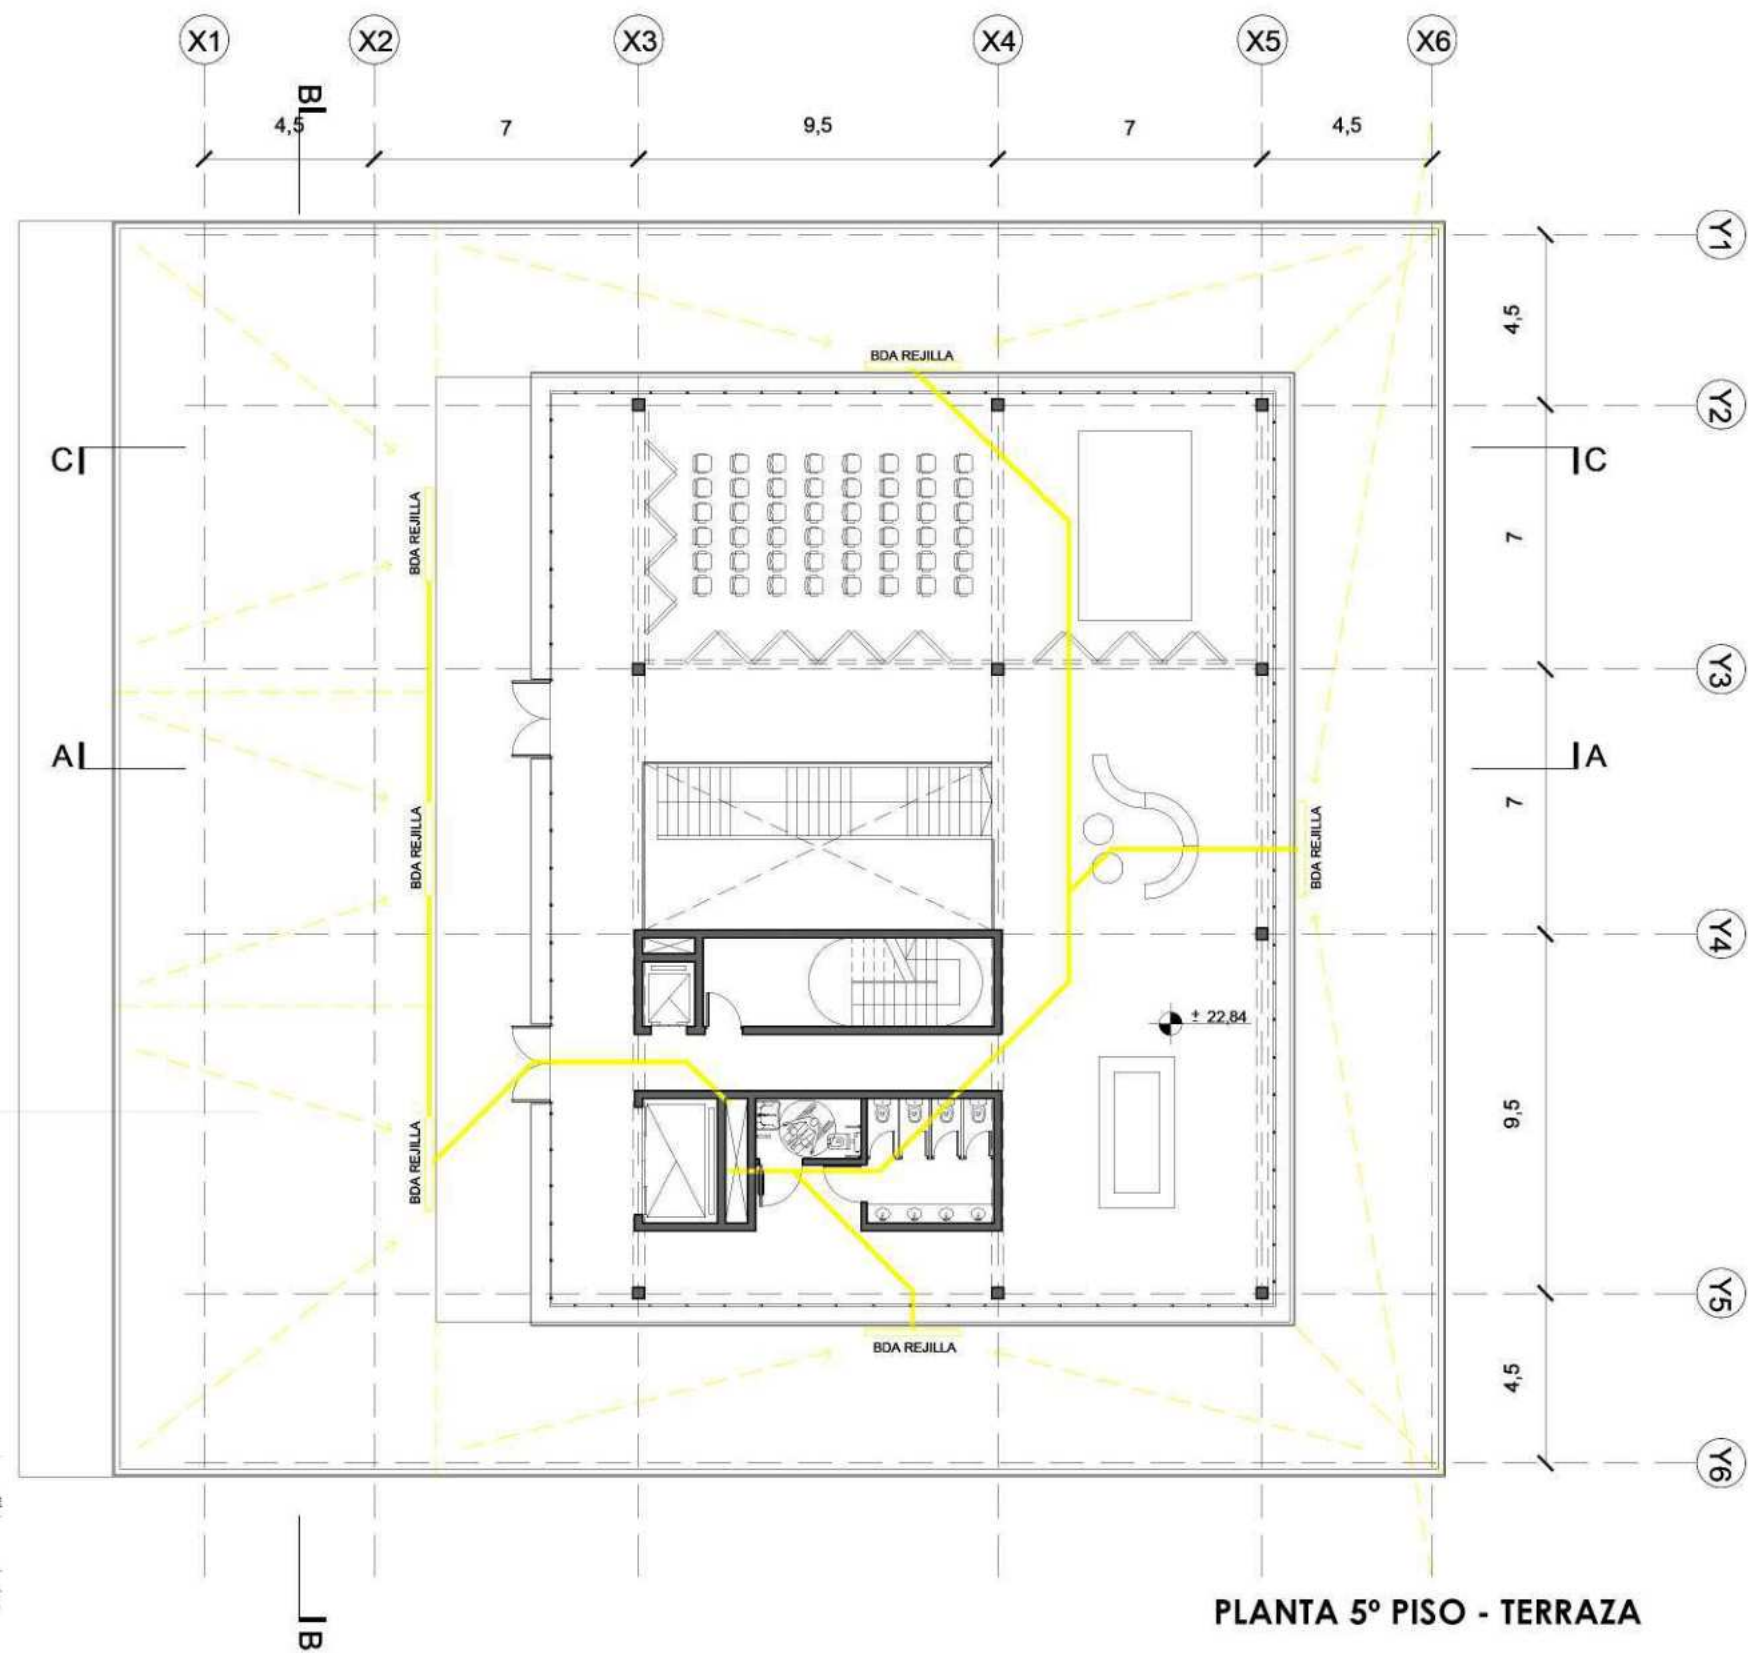 X1 X2 X3 X4 X5 X6
B
4,5 7 9,5 7 4,5
Y1
4,5
BDA REJILLA
Y2
C C
BDA REJILLA
7
Y3
A A
7
BDA REJILLA BDA REJILLA
Y4
± 22,84
9,5
BDA REJILLA
Y5
BDA REJILLA
4,5
Y6
PLANTA 5º PISO - TERRAZA
B